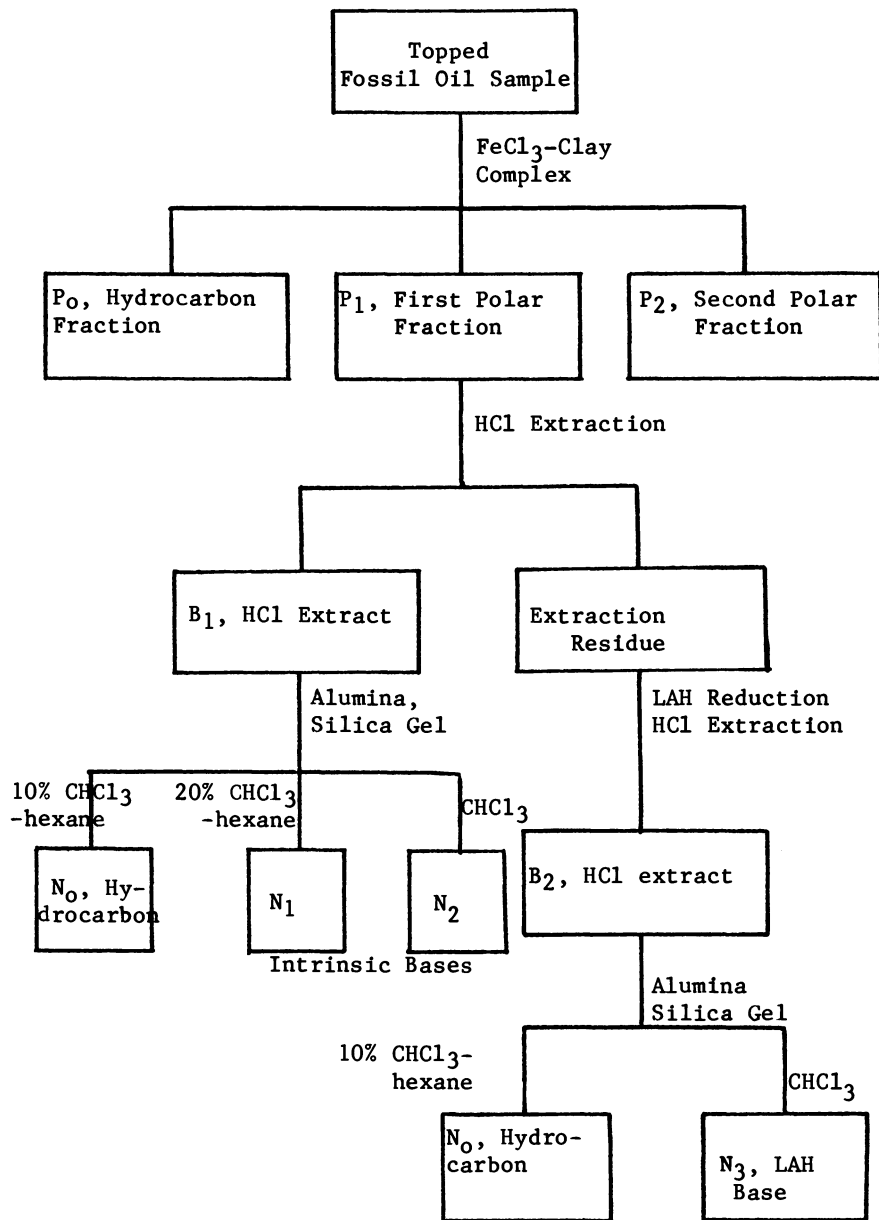 Topped
Fossil Oil Sample
FeCl3-Clay
Complex
Po, Hydrocarbon
Fraction
P1, First Polar
Fraction
P2, Second Polar
Fraction
HCl Extraction
B1, HCl Extract
Extraction
Residue
Alumina,
Silica Gel
LAH Reduction
HCl Extraction
10% CHCl3
-hexane
20% CHCl3
-hexane
CHCl3
No, Hy-
drocarbon
N1
N2
Intrinsic Bases
B2, HCl extract
Alumina
Silica Gel
10% CHCl3-
hexane
CHCl3
No, Hydro-
carbon
N3, LAH
Base